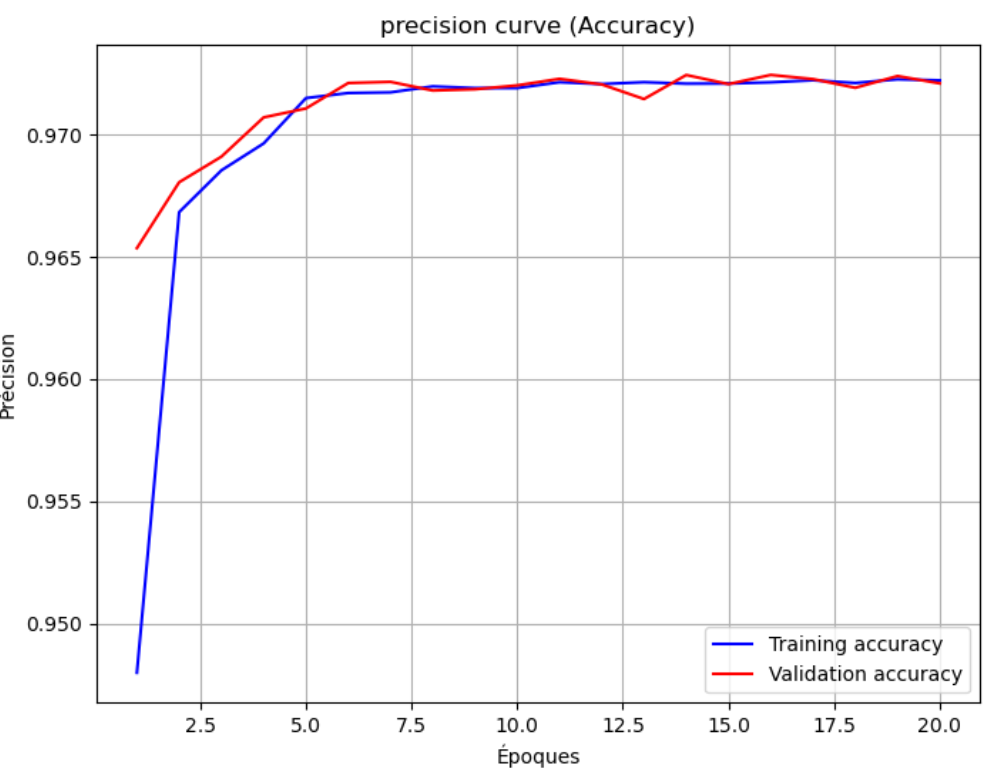 precision curve (Accuracy)
0.970
0.965
0.960
0.955
0.950
Précision
Training accuracy
Validation accuracy
2.5 5.0 7.5 10.0 12.5 15.0 17.5 20.0
Époques